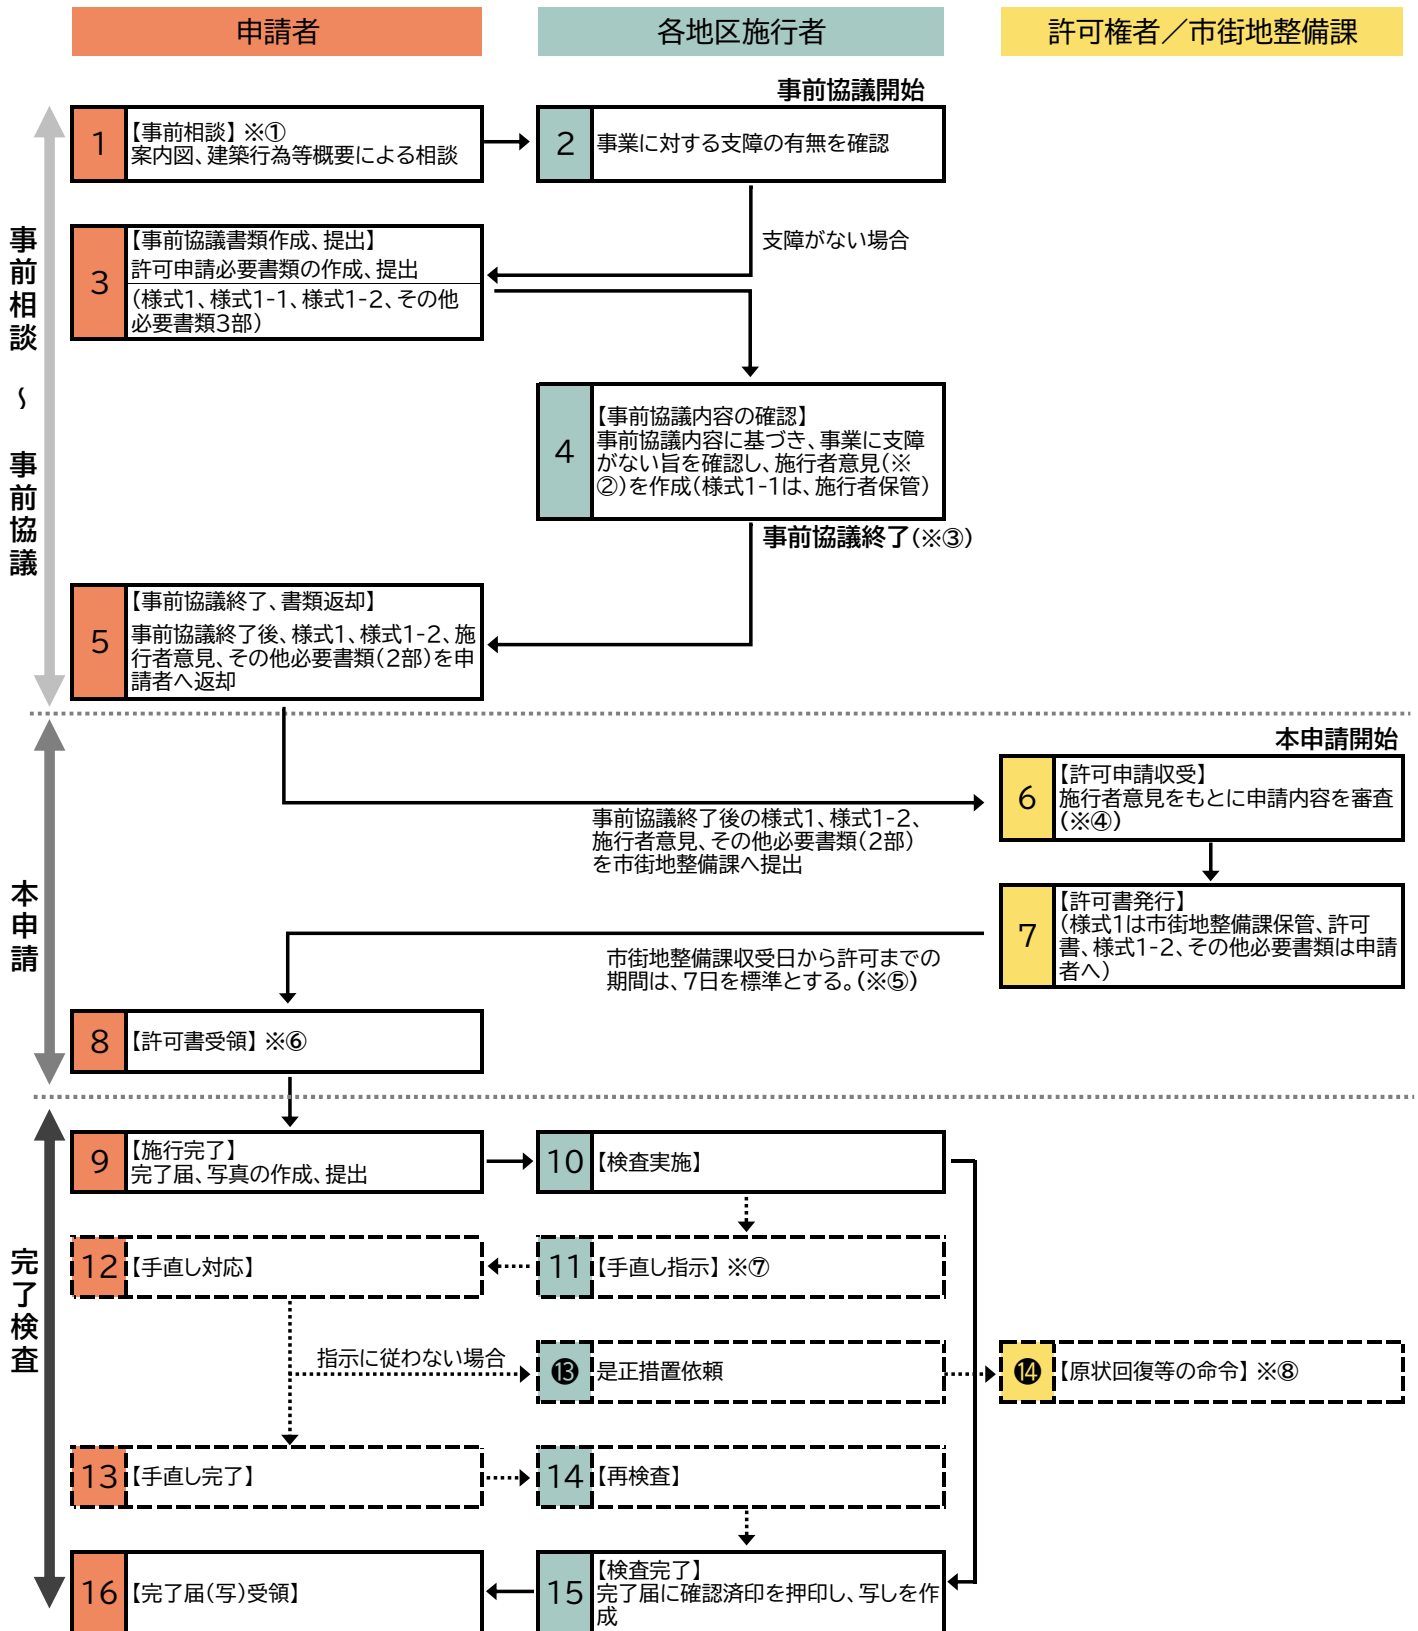 申請者
各地区施行者
許可権者／市街地整備課
事前協議開始
1
【事前相談】※①
案内図、建築行為等概要による相談
2
事業に対する支障の有無を確認
支障がない場合
3
【事前協議書類作成、提出】
許可申請必要書類の作成、提出
(様式1、様式1-1、様式1-2、その他
必要書類3部)
事前相談　～　事前協議
4
【事前協議内容の確認】
事前協議内容に基づき、事業に支障
がない旨を確認し、施行者意見(※
②)を作成(様式1-1は、施行者保管)
事前協議終了(※③)
5
【事前協議終了、書類返却】
事前協議終了後、様式1、様式1-2、施
行者意見、その他必要書類(2部)を申
請者へ返却
本申請開始
6
【許可申請収受】
施行者意見をもとに申請内容を審査
(※④)
事前協議終了後の様式1、様式1-2、
施行者意見、その他必要書類(2部)
を市街地整備課へ提出
本申請
7
【許可書発行】
(様式1は市街地整備課保管、許可
書、様式1-2、その他必要書類は申請
者へ)
市街地整備課収受日から許可までの
期間は、7日を標準とする。(※⑤)
8
【許可書受領】※⑥
9
【施行完了】
完了届、写真の作成、提出
10
【検査実施】
完了検査
12
【手直し対応】
11
【手直し指示】※⑦
指示に従わない場合
⓭
是正措置依頼
⓮
【原状回復等の命令】※⑧
13
【手直し完了】
14
【再検査】
16
【完了届(写)受領】
15
【検査完了】
完了届に確認済印を押印し、写しを作
成